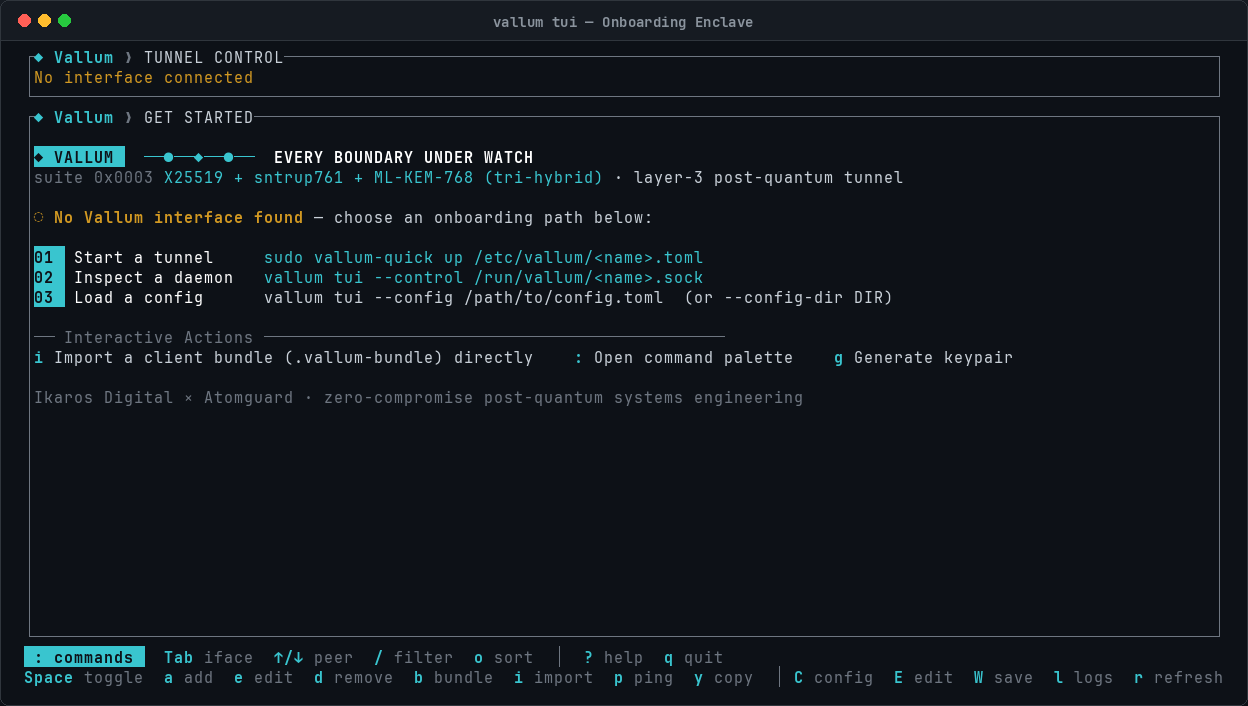 vallum tui — Onboarding Enclave
◆ Vallum ❯ TUNNEL CONTROL
No interface connected
◆ Vallum ❯ GET STARTED
◆ VALLUM ──●──◆──●── EVERY BOUNDARY UNDER WATCH
suite 0x0003 X25519 + sntrup761 + ML-KEM-768 (tri-hybrid) · layer-3 post-quantum tunnel
◌ No Vallum interface found — choose an onboarding path below:
01 Start a tunnel sudo vallum-quick up /etc/vallum/<name>.toml
02 Inspect a daemon vallum tui --control /run/vallum/<name>.sock
03 Load a config vallum tui --config /path/to/config.toml (or --config-dir DIR)
── Interactive Actions ──
i Import a client bundle (.vallum-bundle) directly : Open command palette g Generate keypair
Ikaros Digital × Atomguard · zero-compromise post-quantum systems engineering
: commands Tab iface ↑/↓ peer / filter o sort │ ? help q quit
Space toggle a add e edit d remove b bundle i import p ping y copy │ C config E edit W save l logs r refresh